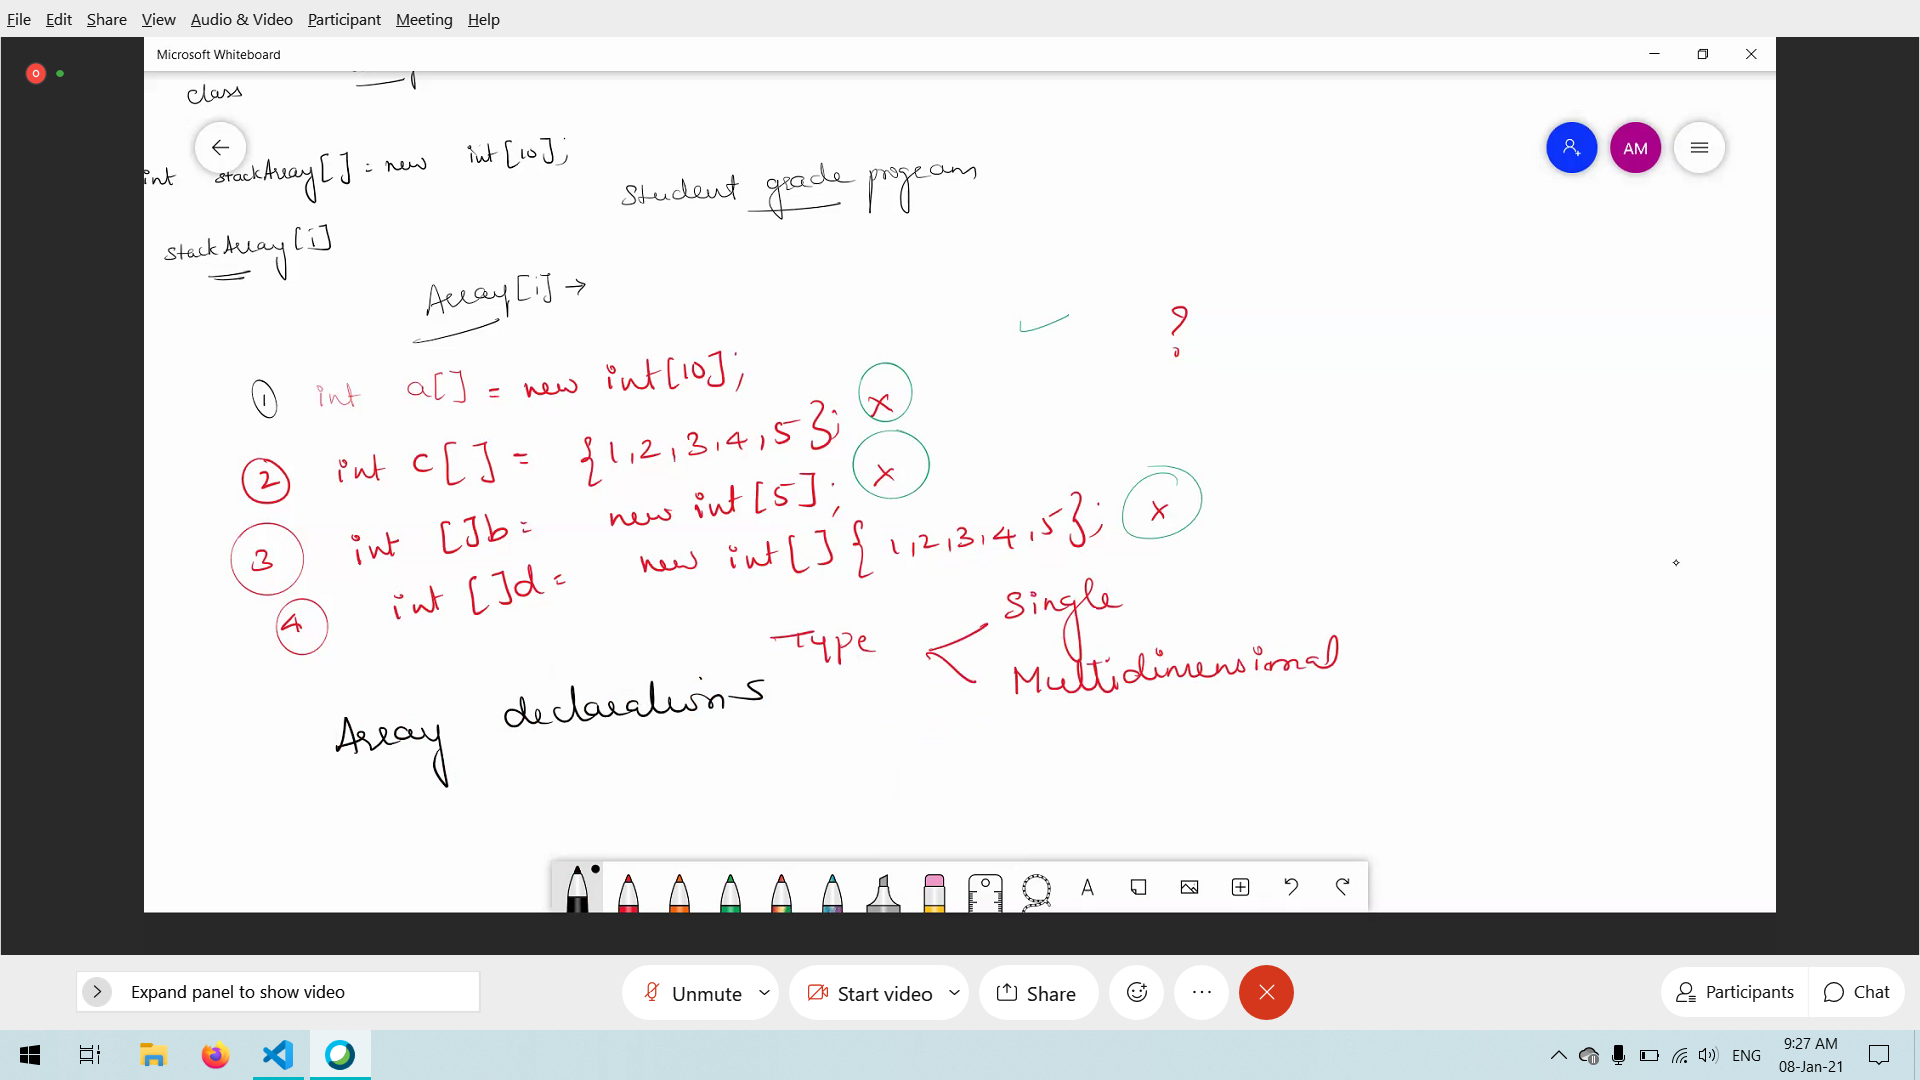 File Edit Share View Audio & Video Participant Meeting Help
Microsoft Whiteboard
class
int stackArray[] = new int[10];
Student grade program
AM
stackArray[i]
Array[i] →
?
1 int a[] = new int[10];
x
2 int c[] = {1,2,3,4,5};
x
3 int []b = new int[5];
4 int []d = new int[]{1,2,3,4,5};
x
Type < Single
Multidimensional
Array declarations
A
Expand panel to show video
Unmute
Start video
Share
Participants
Chat
ENG
9:27 AM
08-Jan-21